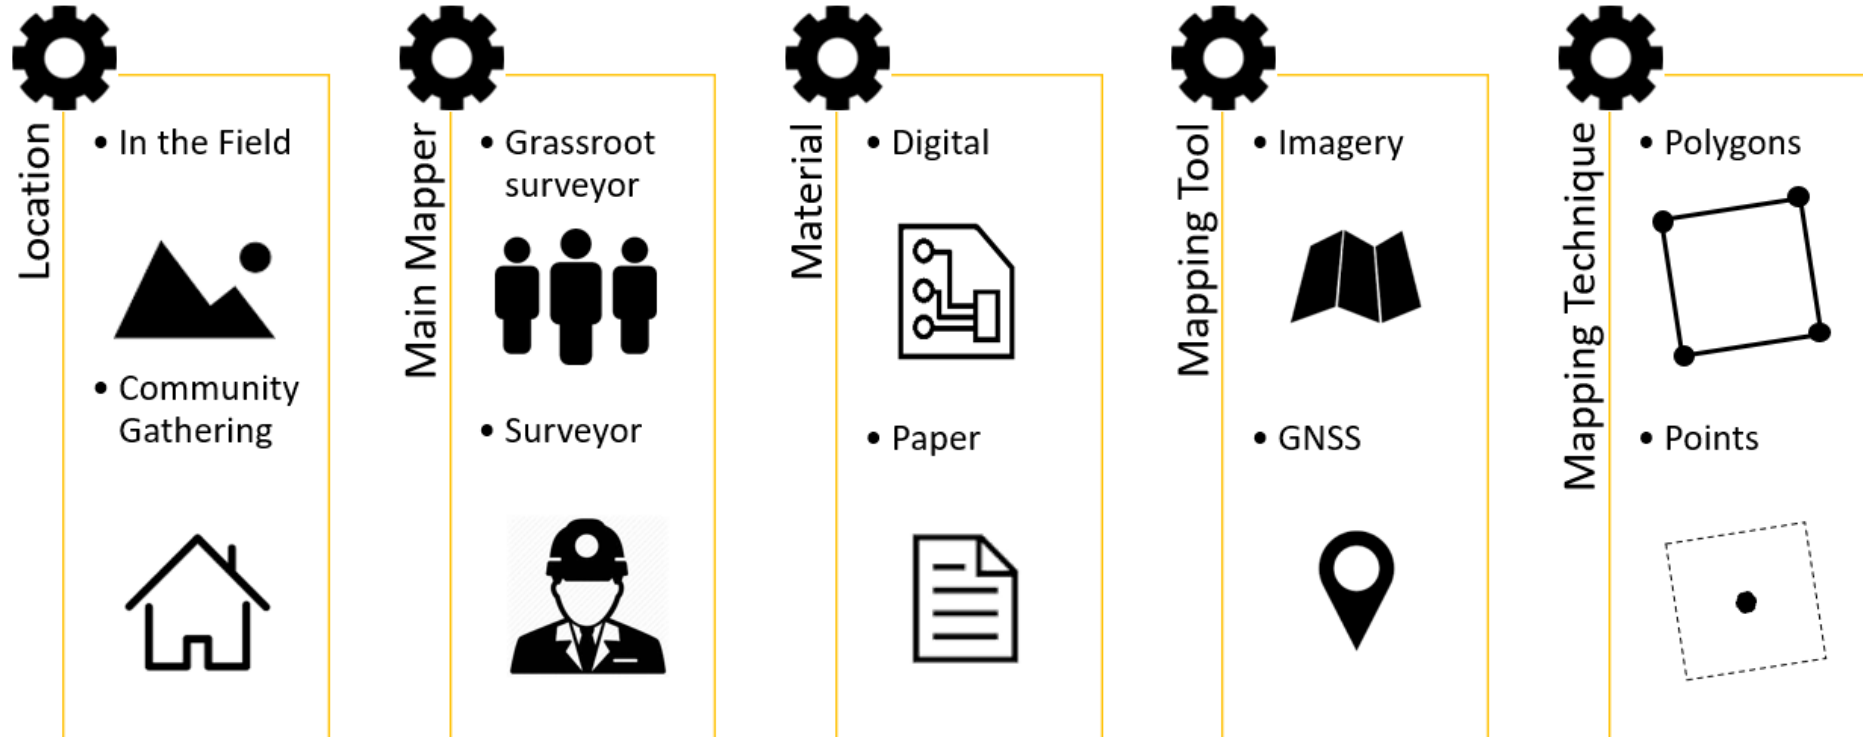 Location
• In the Field
• Community
Gathering
Main Mapper
• Grassroot
surveyor
• Surveyor
Material
• Digital
• Paper
Mapping Tool
• Imagery
• GNSS
Mapping Technique
• Polygons
• Points